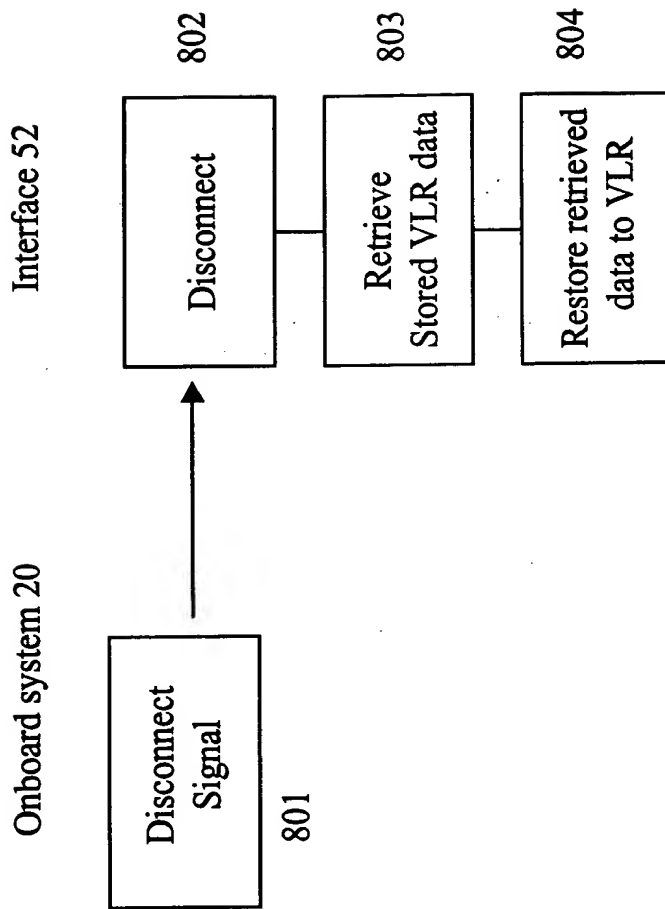 Onboard system 20
Interface 52
Disconnect
Signal
801
Disconnect
802
Retrieve
Stored VLR data
803
Restore retrieved
data to VLR
804